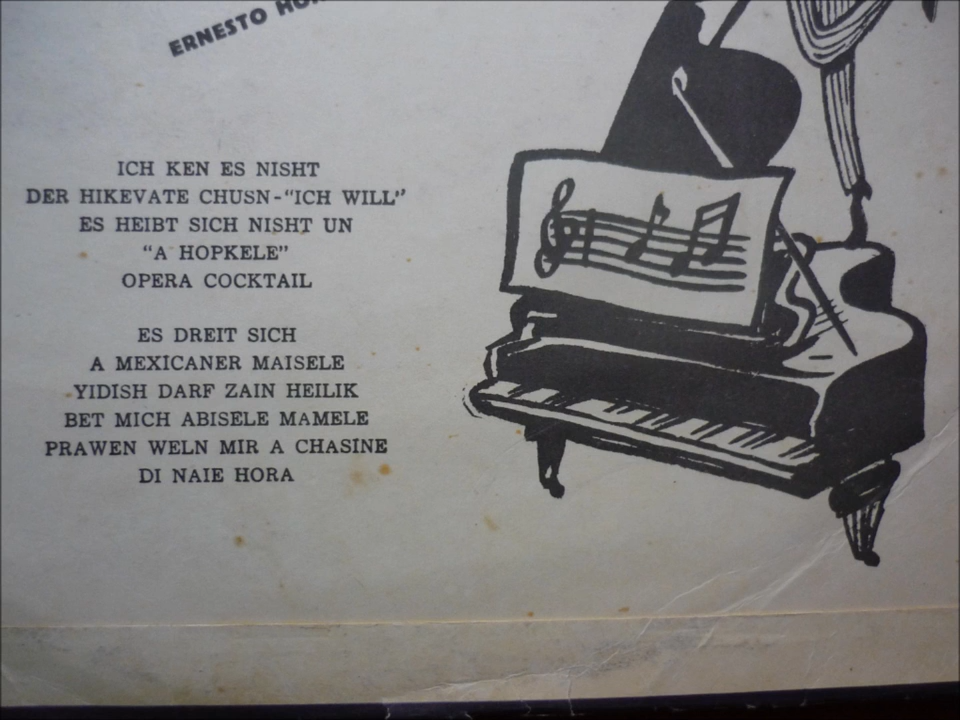 ERNESTO
ICH KEN ES NISHT
DER HIKEVATE CHUSN-"ICH WILL"
ES HEIBT SICH NISHT UN
"A HOPKELE"
OPERA COCKTAIL
ES DREIT SICH
A MEXICANER MAISELE
YIDISH DARF ZAIN HEILIK
BET MICH ABISELE MAMELE
PRAWEN WELN MIR A CHASINE
DI NAIE HORA